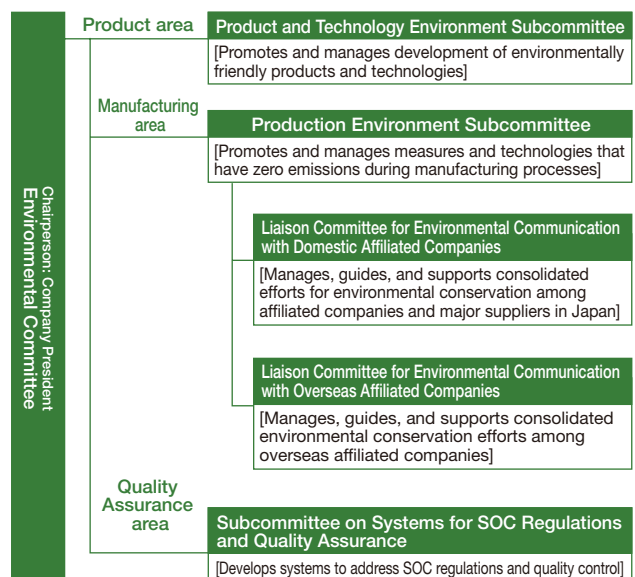 Chairperson: Company President
Environmental Committee
Product area
Product and Technology Environment Subcommittee
[Promotes and manages development of environmentally
friendly products and technologies]
Manufacturing
area
Production Environment Subcommittee
[Promotes and manages measures and technologies that
have zero emissions during manufacturing processes]
Liaison Committee for Environmental Communication
with Domestic Affiliated Companies
[Manages, guides, and supports consolidated
efforts for environmental conservation among
affiliated companies and major suppliers in Japan]
Liaison Committee for Environmental Communication
with Overseas Affiliated Companies
[Manages, guides, and supports consolidated
environmental conservation efforts among
overseas affiliated companies]
Quality
Assurance
area
Subcommittee on Systems for SOC Regulations
and Quality Assurance
[Develops systems to address SOC regulations and quality control]